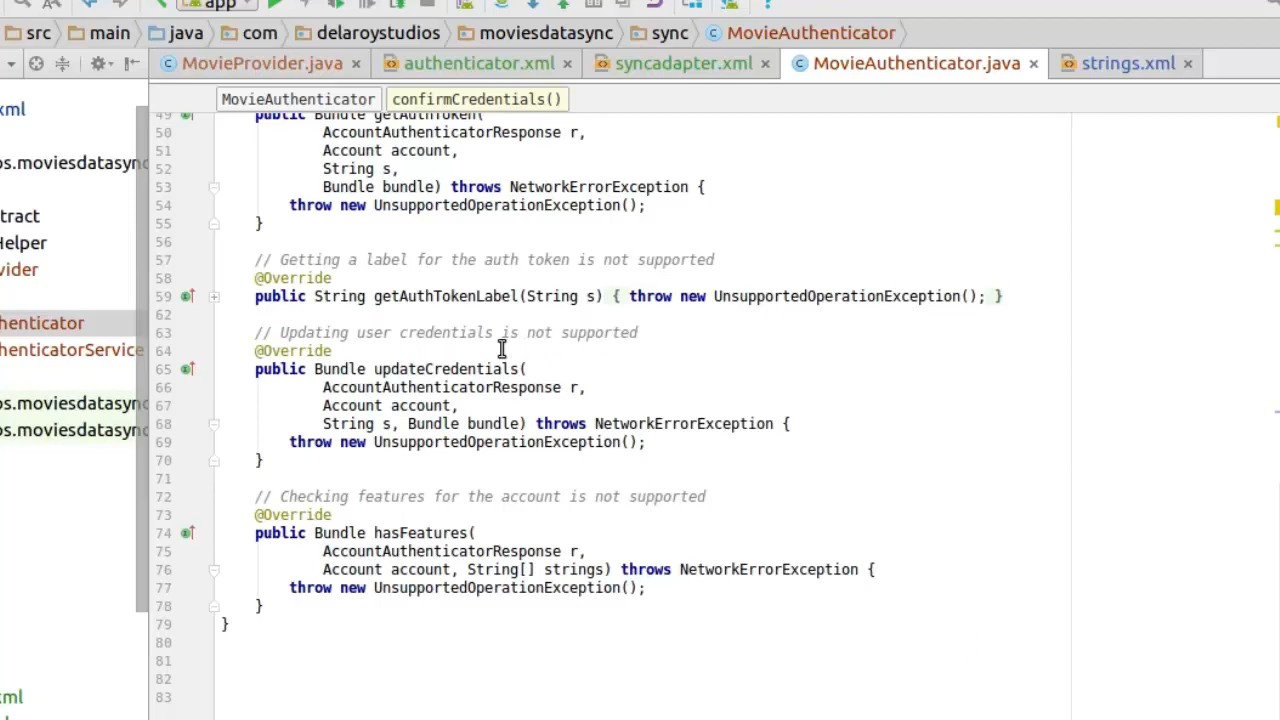 app
src main java com delaroystudios moviesdatasync sync MovieAuthenticator
MovieProvider.java authenticator.xml syncadapter.xml MovieAuthenticator.java strings.xml
MovieAuthenticator confirmCredentials()
xml
os.moviesdatasync
tract
Helper
vider
henticator
henticatorService
os.moviesdatasync
os.moviesdatasync
xml
49 public Bundle getAuthToken(
50 AccountAuthenticatorResponse r,
51 Account account,
52 String s,
53 Bundle bundle) throws NetworkErrorException {
54 throw new UnsupportedOperationException();
55 }
56
57 // Getting a label for the auth token is not supported
58 @Override
59 public String getAuthTokenLabel(String s) { throw new UnsupportedOperationException(); }
62
63 // Updating user credentials is not supported
64 @Override
65 public Bundle updateCredentials(
66 AccountAuthenticatorResponse r,
67 Account account,
68 String s, Bundle bundle) throws NetworkErrorException {
69 throw new UnsupportedOperationException();
70 }
71
72 // Checking features for the account is not supported
73 @Override
74 public Bundle hasFeatures(
75 AccountAuthenticatorResponse r,
76 Account account, String[] strings) throws NetworkErrorException {
77 throw new UnsupportedOperationException();
78 }
79 }
80
81
82
83